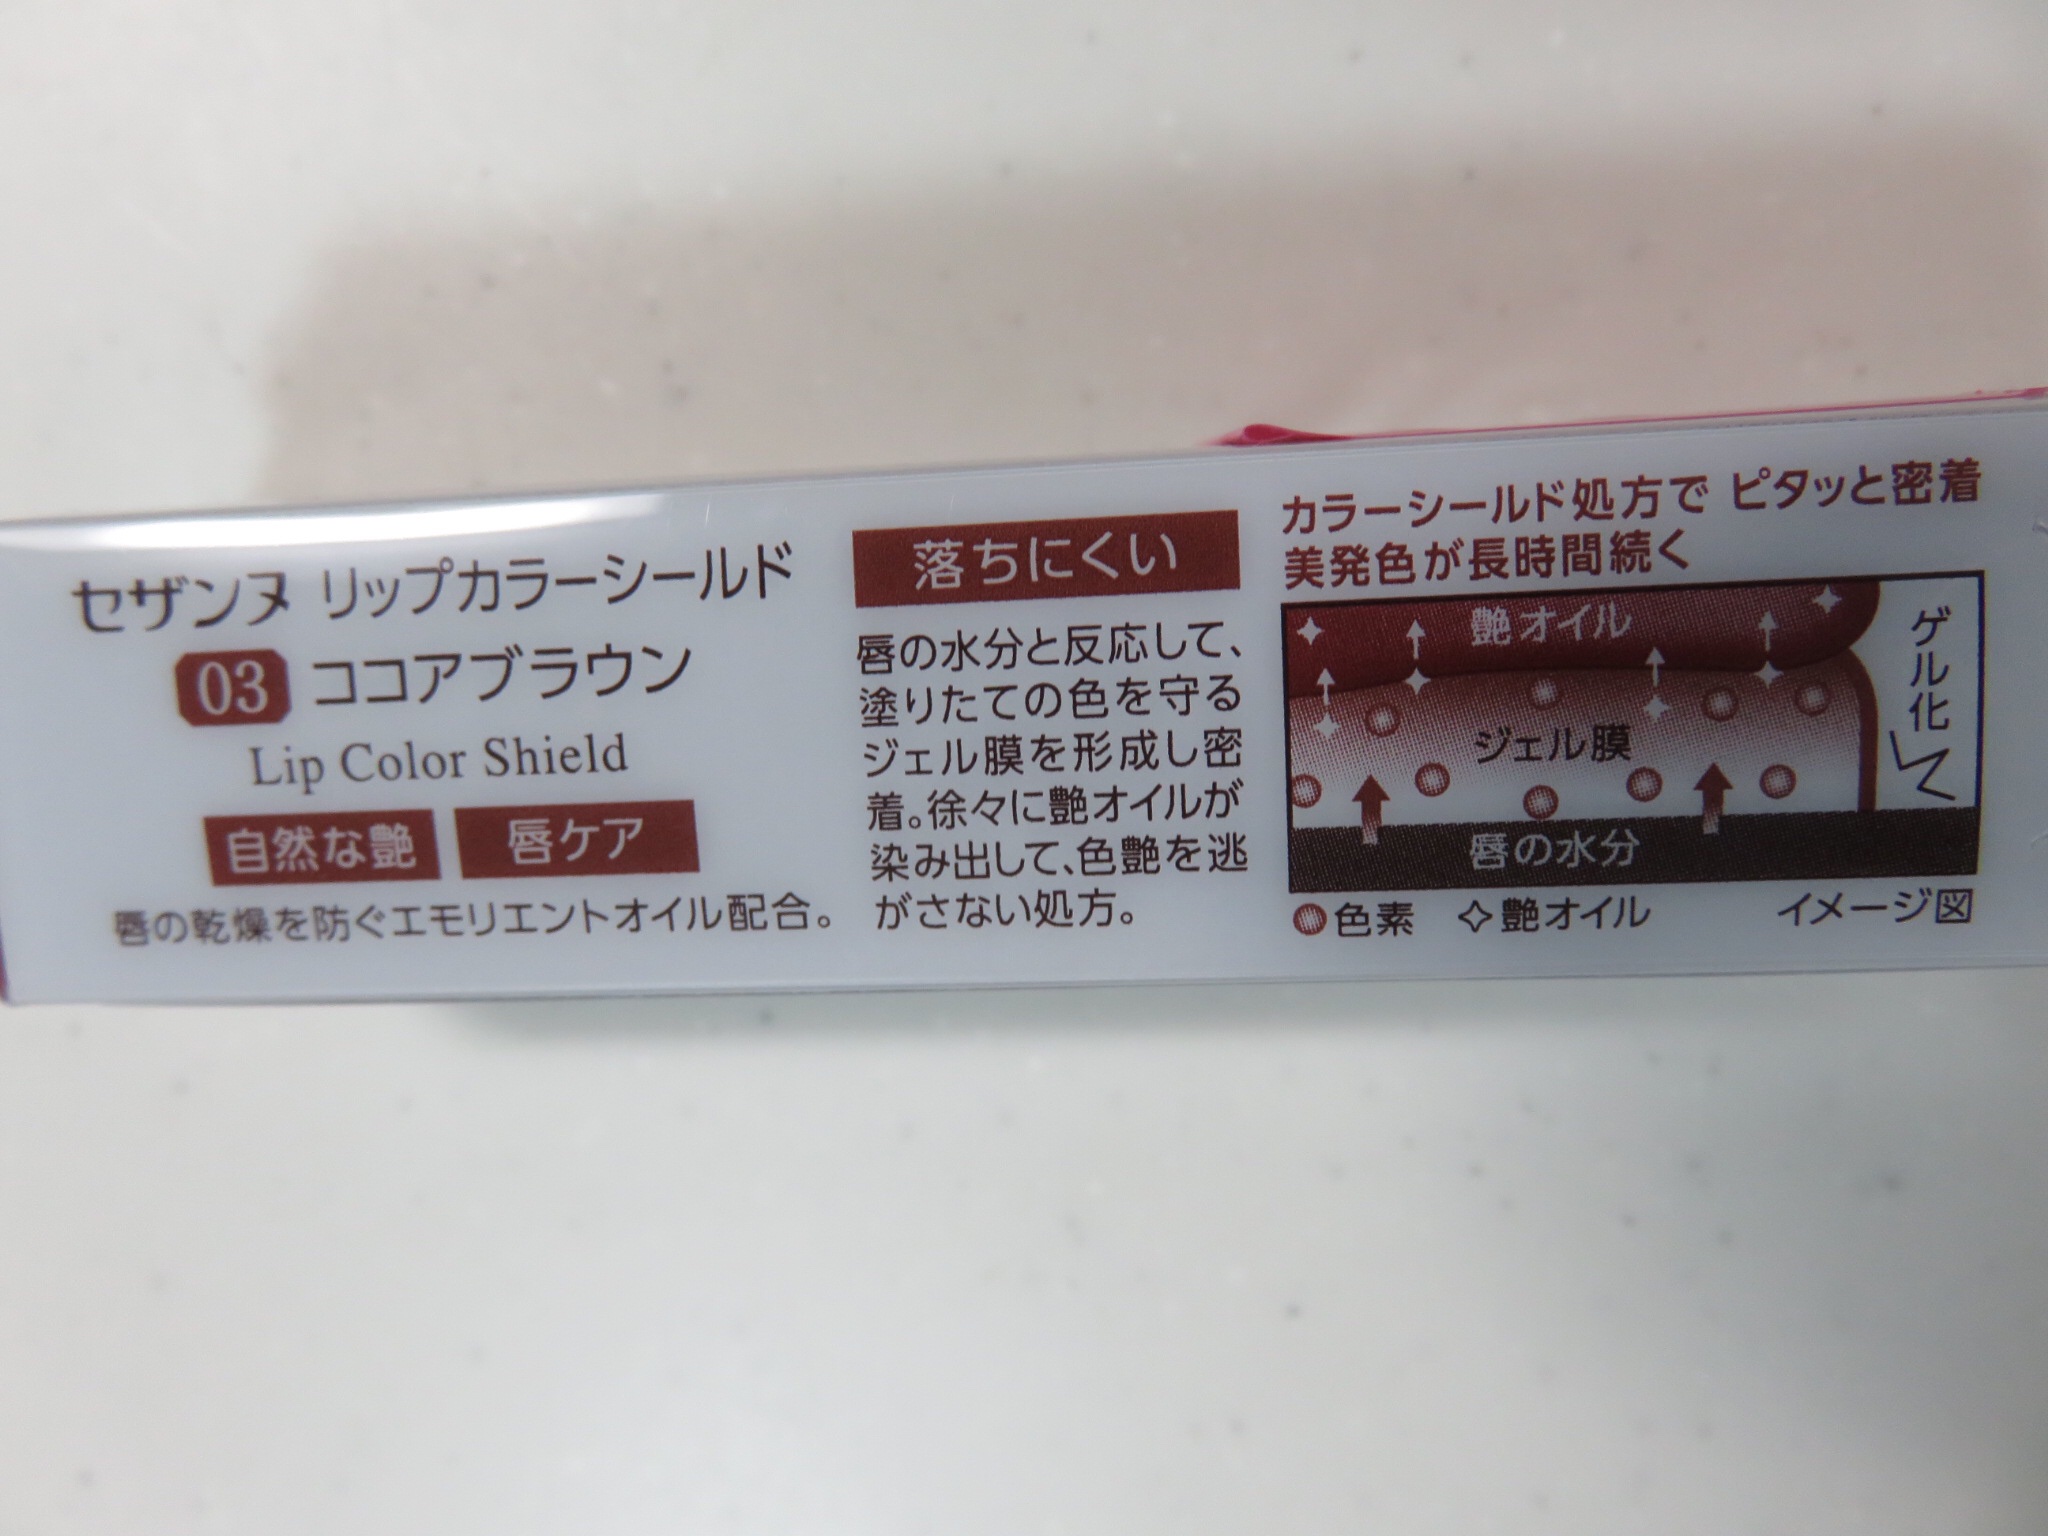 セザンヌ リップカラーシールド
03 ココアブラウン
Lip Color Shield
自然な艶 唇ケア
唇の乾燥を防ぐエモリエントオイル配合。
落ちにくい
唇の水分と反応して、
塗りたての色を守る
ジェル膜を形成し密
着。徐々に艶オイルが
染み出して、色艶を逃
がさない処方。
カラーシールド処方で ピタッと密着
美発色が長時間続く
艶オイル
ジェル膜
唇の水分
ゲル化
色素 艶オイル イメージ図